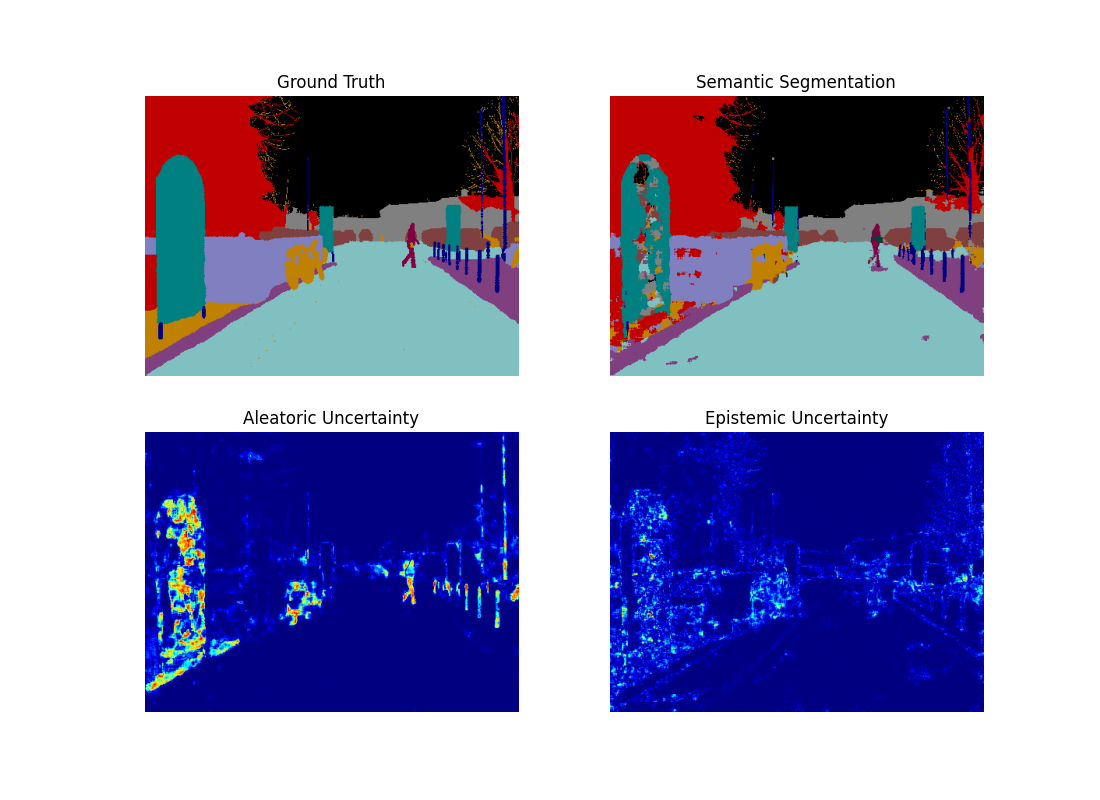 Ground Truth
Semantic Segmentation
Aleatoric Uncertainty
Epistemic Uncertainty